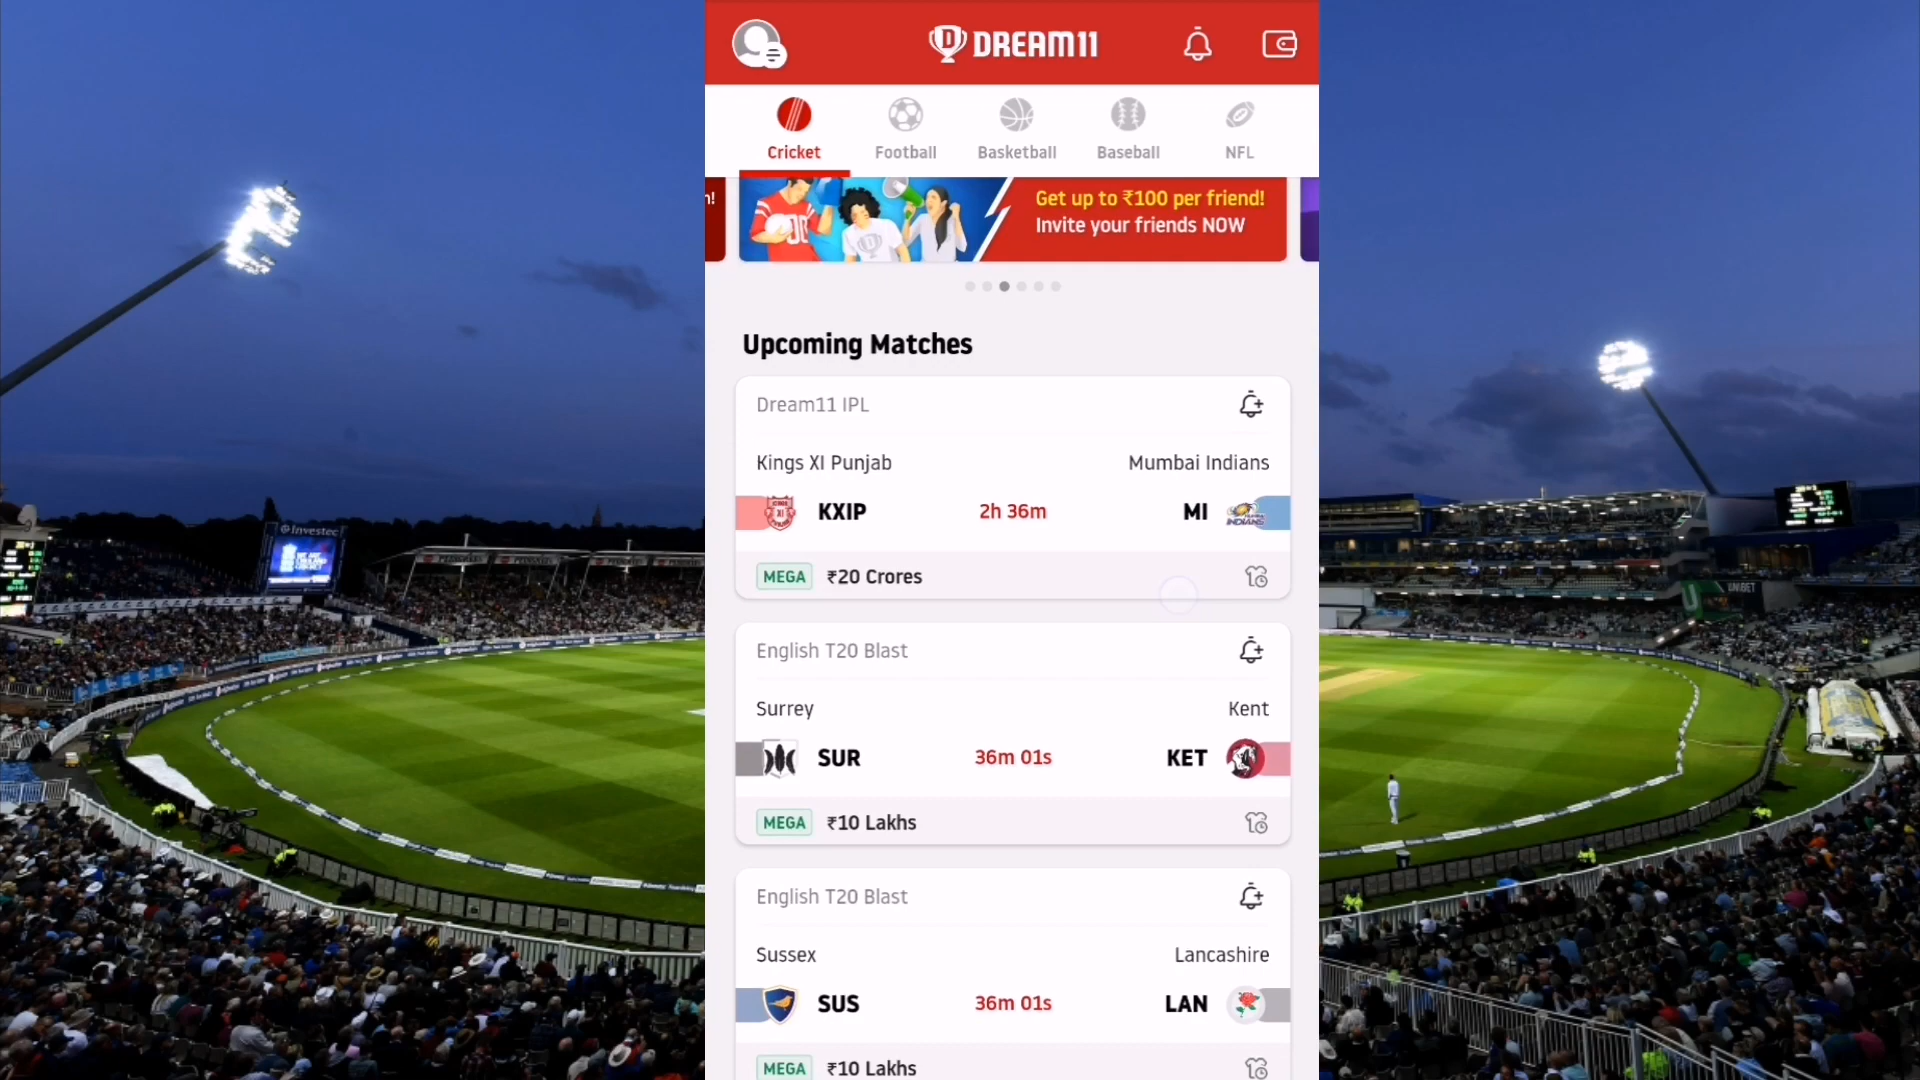 DREAM11
Cricket
Football
Basketball
Baseball
NFL
Get up to ₹100 per friend!
Invite your friends NOW
Upcoming Matches
Dream11 IPL
Kings XI Punjab
Mumbai Indians
KXIP
2h 36m
MI
MEGA
₹20 Crores
English T20 Blast
Surrey
Kent
SUR
36m 01s
KET
MEGA
₹10 Lakhs
English T20 Blast
Sussex
Lancashire
SUS
36m 01s
LAN
MEGA
₹10 Lakhs
Investec
UNIBET